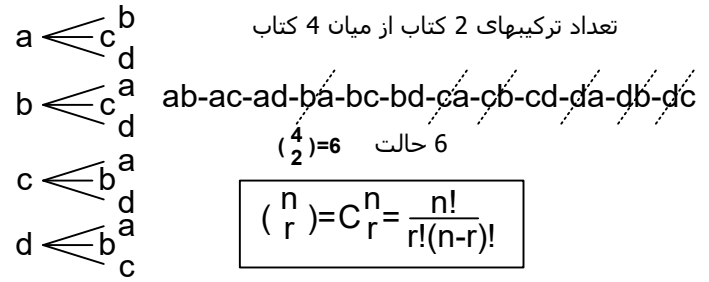 تعداد ترکیبهای 2 کتاب از میان 4 کتاب
a b
c
d
b a
c
d
c a
b
d
d a
b
c
ab-ac-ad-ba-bc-bd-ca-cb-cd-da-db-dc
(4 2)=6 6 حالت
(n r)=C n r = n! / r!(n-r)!